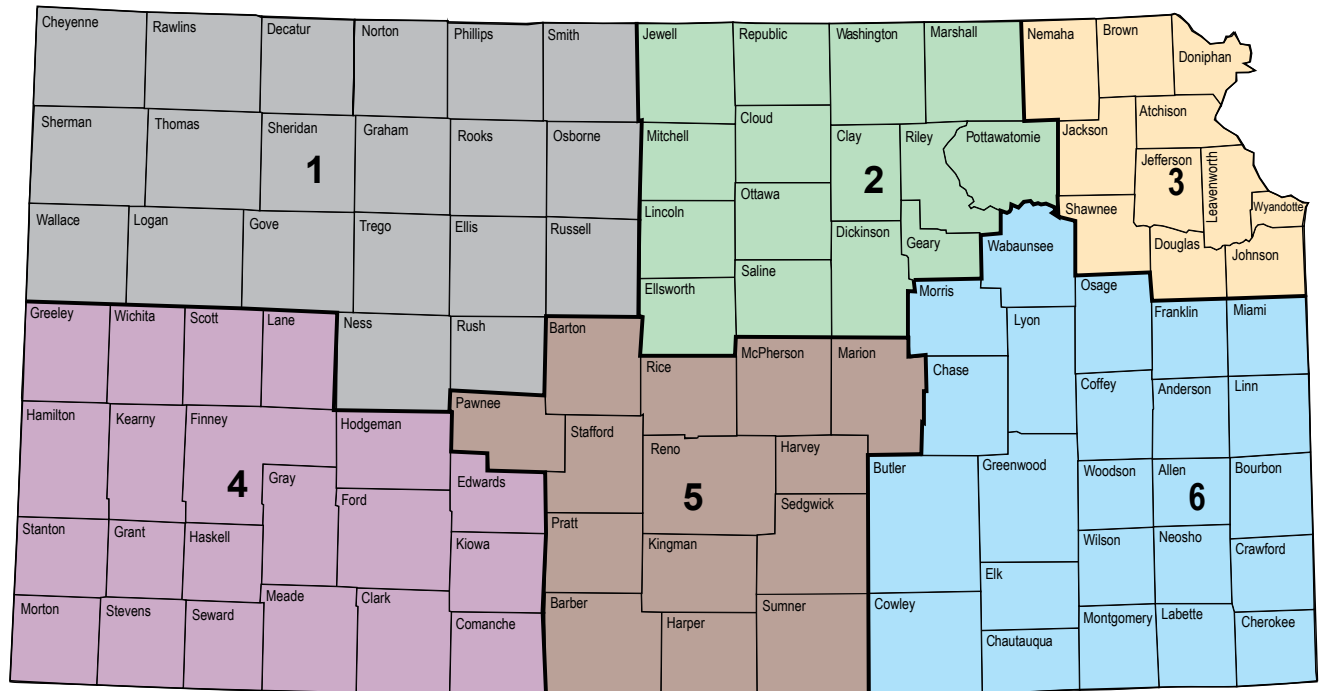 Cheyenne
Rawlins
Decatur
Norton
Phillips
Smith
Jewell
Republic
Washington
Marshall
Nemaha
Brown
Doniphan
Sherman
Thomas
Sheridan
Graham
Rooks
Osborne
Mitchell
Cloud
Clay
Riley
Pottawatomie
Jackson
Atchison
1
2
Jefferson
3
Leavenworth
Wallace
Logan
Gove
Trego
Ellis
Russell
Lincoln
Ottawa
Dickinson
Geary
Wabaunsee
Shawnee
Douglas
Wyandotte
Johnson
Ellsworth
Saline
Morris
Osage
Greeley
Wichita
Scott
Lane
Ness
Rush
Barton
Rice
McPherson
Marion
Chase
Lyon
Franklin
Miami
Hamilton
Kearny
Finney
Hodgeman
Pawnee
Stafford
Reno
Harvey
Coffey
Anderson
Linn
4
Gray
Ford
Edwards
5
Sedgwick
Butler
Greenwood
Woodson
Allen
6
Bourbon
Stanton
Grant
Haskell
Kiowa
Pratt
Kingman
Wilson
Neosho
Crawford
Morton
Stevens
Seward
Meade
Clark
Comanche
Barber
Harper
Sumner
Cowley
Elk
Chautauqua
Montgomery
Labette
Cherokee